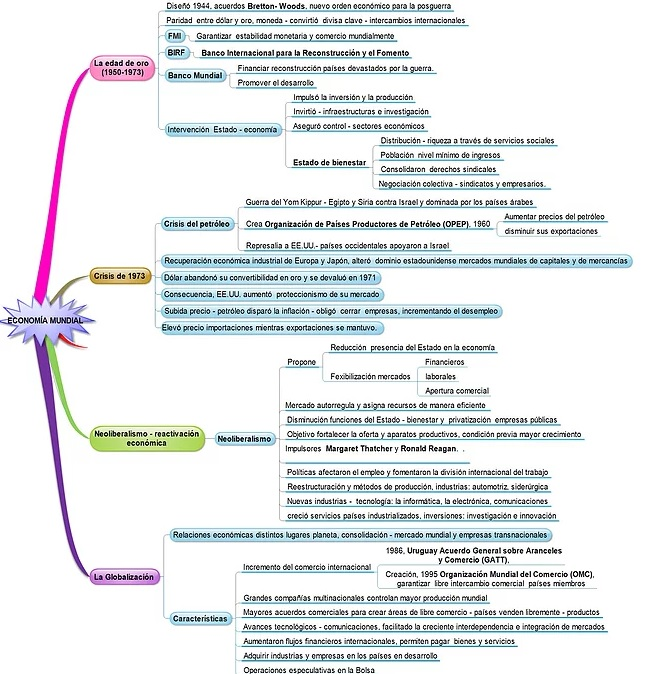 ECONOMÍA MUNDIAL
La edad de oro
(1950-1973)
Diseñó 1944, acuerdos Bretton- Woods, nuevo orden económico para la posguerra
Paridad entre dólar y oro, moneda - convirtió divisa clave - intercambios internacionales
FMI
Garantizar estabilidad monetaria y comercio mundialmente
BIRF
Banco Internacional para la Reconstrucción y el Fomento
Banco Mundial
Financiar reconstrucción países devastados por la guerra.
Promover el desarrollo
Intervención Estado - economía
Impulsó la inversión y la producción
Invirtió - infraestructuras e investigación
Aseguró control - sectores económicos
Estado de bienestar
Distribución - riqueza a través de servicios sociales
Población nivel mínimo de ingresos
Consolidaron derechos sindicales
Negociación colectiva - sindicatos y empresarios.
Crisis de 1973
Crisis del petróleo
Guerra del Yom Kippur - Egipto y Siria contra Israel y dominada por los países árabes
Crea Organización de Países Productores de Petróleo (OPEP), 1960
Aumentar precios del petróleo
disminuir sus exportaciones
Represalia a EE.UU.- países occidentales apoyaron a Israel
Recuperación económica industrial de Europa y Japón, alteró dominio estadounidense mercados mundiales de capitales y de mercancías
Dólar abandonó su convertibilidad en oro y se devaluó en 1971
Consecuencia, EE.UU. aumentó proteccionismo de su mercado
Subida precio - petróleo disparó la inflación - obligó cerrar empresas, incrementando el desempleo
Elevó precio importaciones mientras exportaciones se mantuvo.
Neoliberalismo - reactivación
económica
Neoliberalismo
Propone
Reducción presencia del Estado en la economía
Fexibilización mercados
Financieros
laborales
Apertura comercial
Mercado autorregula y asigna recursos de manera eficiente
Disminución funciones del Estado - bienestar y privatización empresas públicas
Objetivo fortalecer la oferta y aparatos productivos, condición previa mayor crecimiento
Impulsores Margaret Thatcher y Ronald Reagan. .
Políticas afectaron el empleo y fomentaron la división internacional del trabajo
Reestructuración y métodos de producción, industrias: automotriz, siderúrgica
Nuevas industrias - tecnología: la informática, la electrónica, comunicaciones
creció servicios países industrializados, inversiones: investigación e innovación
La Globalización
Relaciones económicas distintos lugares planeta, consolidación - mercado mundial y empresas transnacionales
Características
Incremento del comercio internacional
1986, Uruguay Acuerdo General sobre Aranceles
y Comercio (GATT),
Creación, 1995 Organización Mundial del Comercio (OMC),
garantizar libre intercambio comercial países miembros
Grandes compañías multinacionales controlan mayor producción mundial
Mayores acuerdos comerciales para crear áreas de libre comercio - países venden libremente - productos
Avances tecnológicos - comunicaciones, facilitado la creciente interdependencia e integración de mercados
Aumentaron flujos financieros internacionales, permiten pagar bienes y servicios
Adquirir industrias y empresas en los países en desarrollo
Operaciones especulativas en la Bolsa